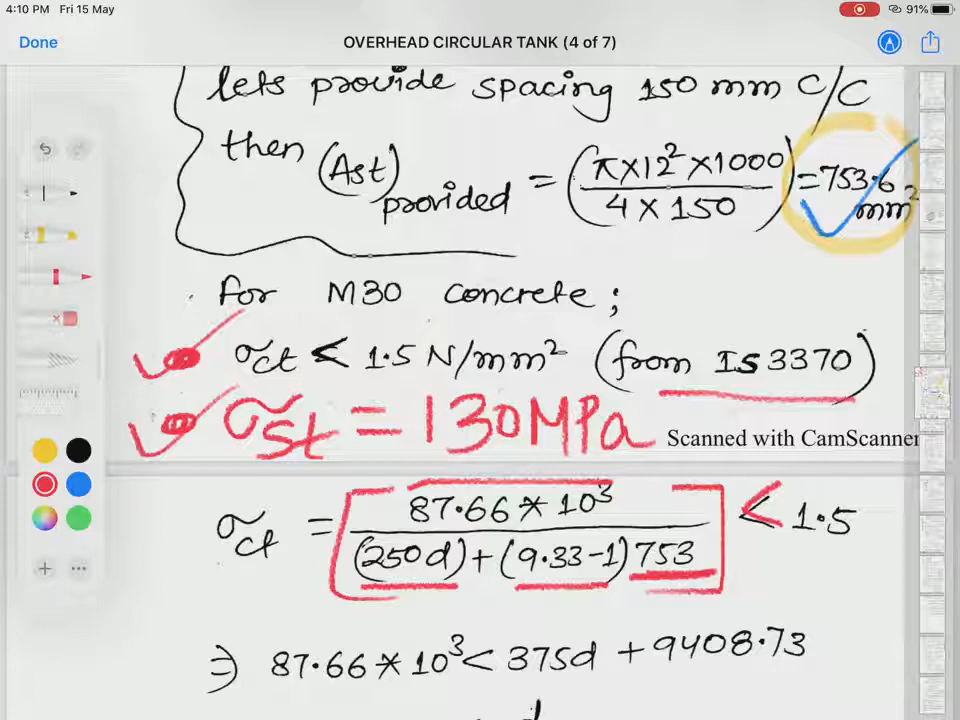 4:10 PM Fri 15 May 91%
Done OVERHEAD CIRCULAR TANK (4 of 7)
lets provide spacing 150 mm C/C
then (Ast)provided = (π×12²×1000 / 4×150) = 753.6 mm²
for M30 concrete ;
σct < 1.5 N/mm² (from IS 3370)
σst = 130MPa
Scanned with CamScanner
σct = 87.66*10³ / (250d)+(9.33-1)753 < 1.5
⇒ 87.66*10³ < 375d + 9408.73